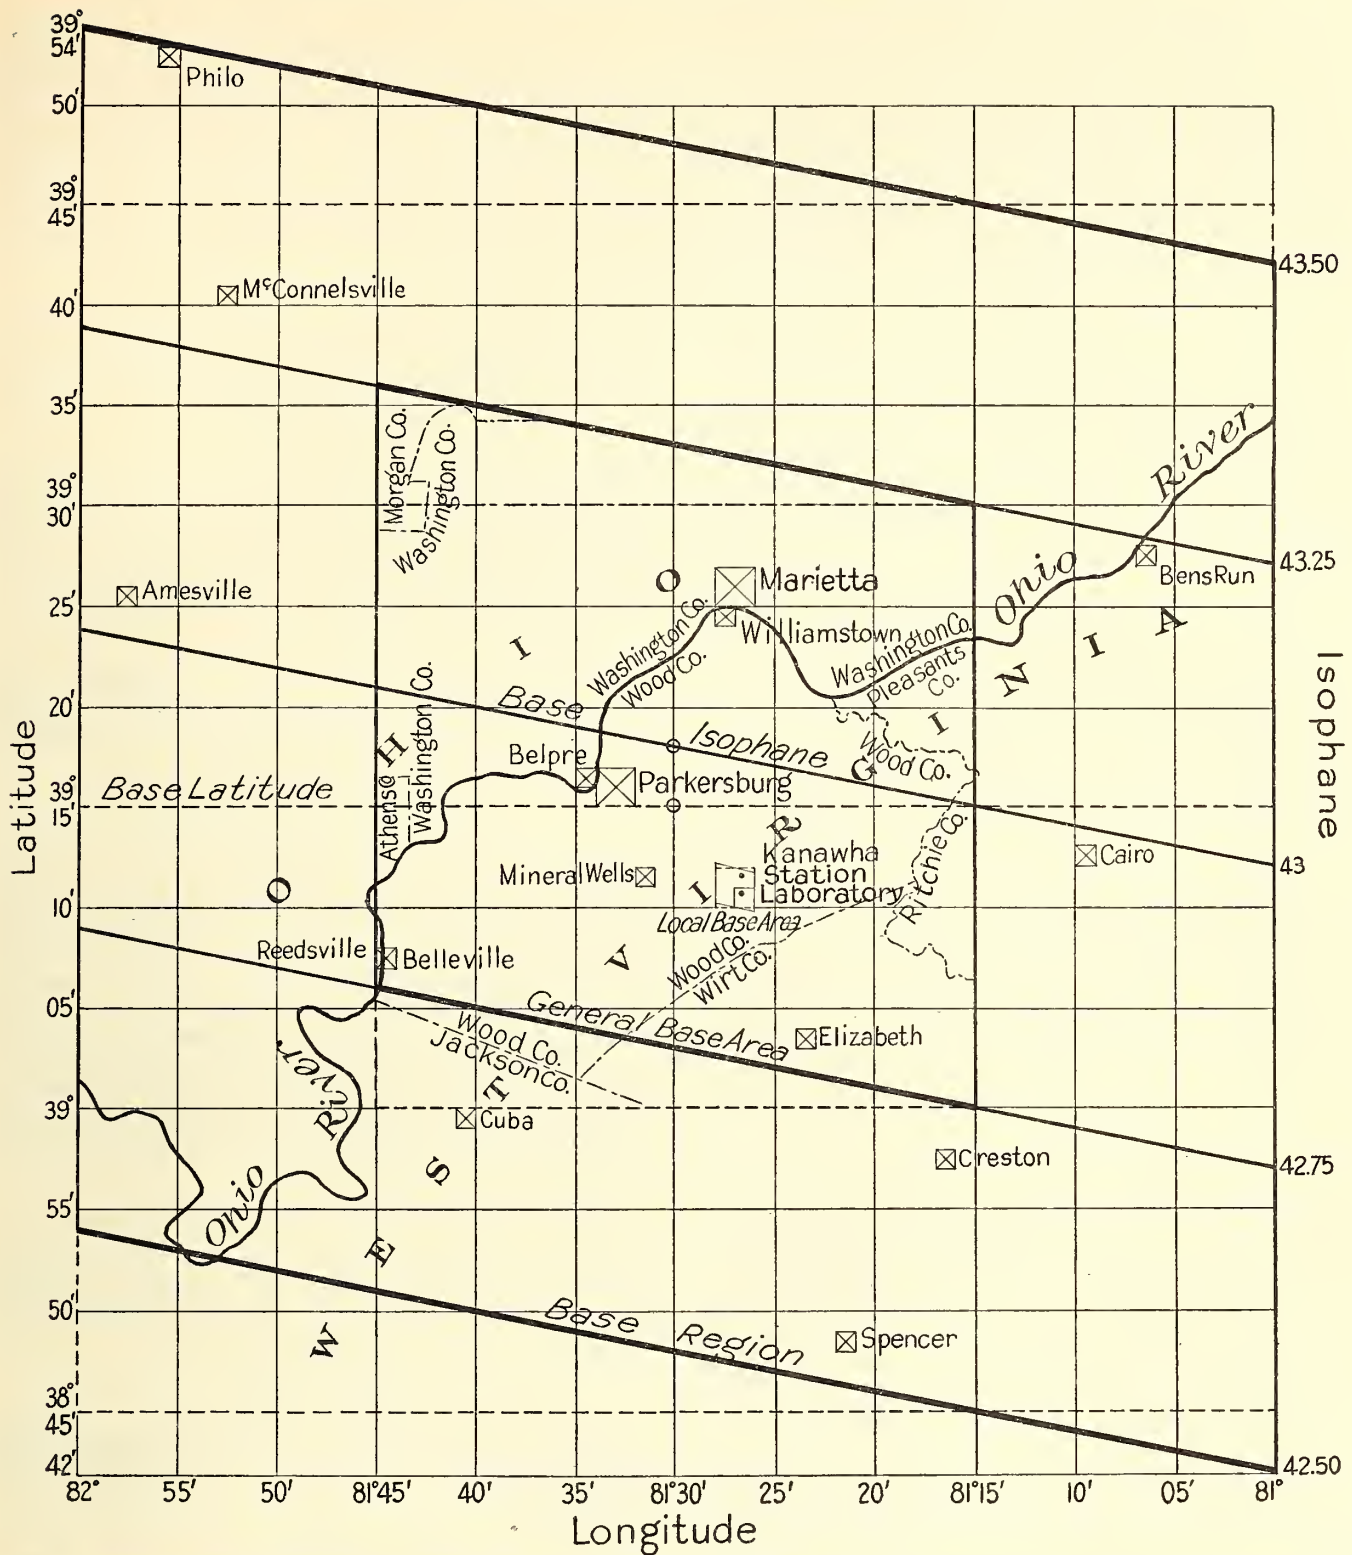 39°
54'
Philo
50'
39°
45'
43.50
McConnelsville
40'
35'
Morgan Co.
Washington Co.
River
39°
30'
43.25
Ohio
BensRun
O
Marietta
Amesville
25'
Williamstown
Washington Co.
Wood Co.
Washington Co.
Pleasants
Co.
I
A
I
N
I
Base
Isophane
20'
Wood Co.
Athens Co.
Washington Co.
H
Belpre
Parkersburg
G
Base Latitude
39°
15'
R
Latitude
Isophane
Kanawha
Station
Laboratory
Local Base Area
Mineral Wells
Ritchie Co.
Cairo
43
I
O
10'
V
Reedsville
Belleville
Wood Co.
Wirt Co.
05'
General Base Area
Elizabeth
Wood Co.
Jackson Co.
River
T
39°
Cuba
Creston
42.75
S
Ohio
55'
E
50'
Base Region
W
Spencer
38°
45'
42'
42.50
82° 55' 50' 81°45' 40' 35' 81°30' 25' 20' 81°15' 10' 05' 81°
Longitude